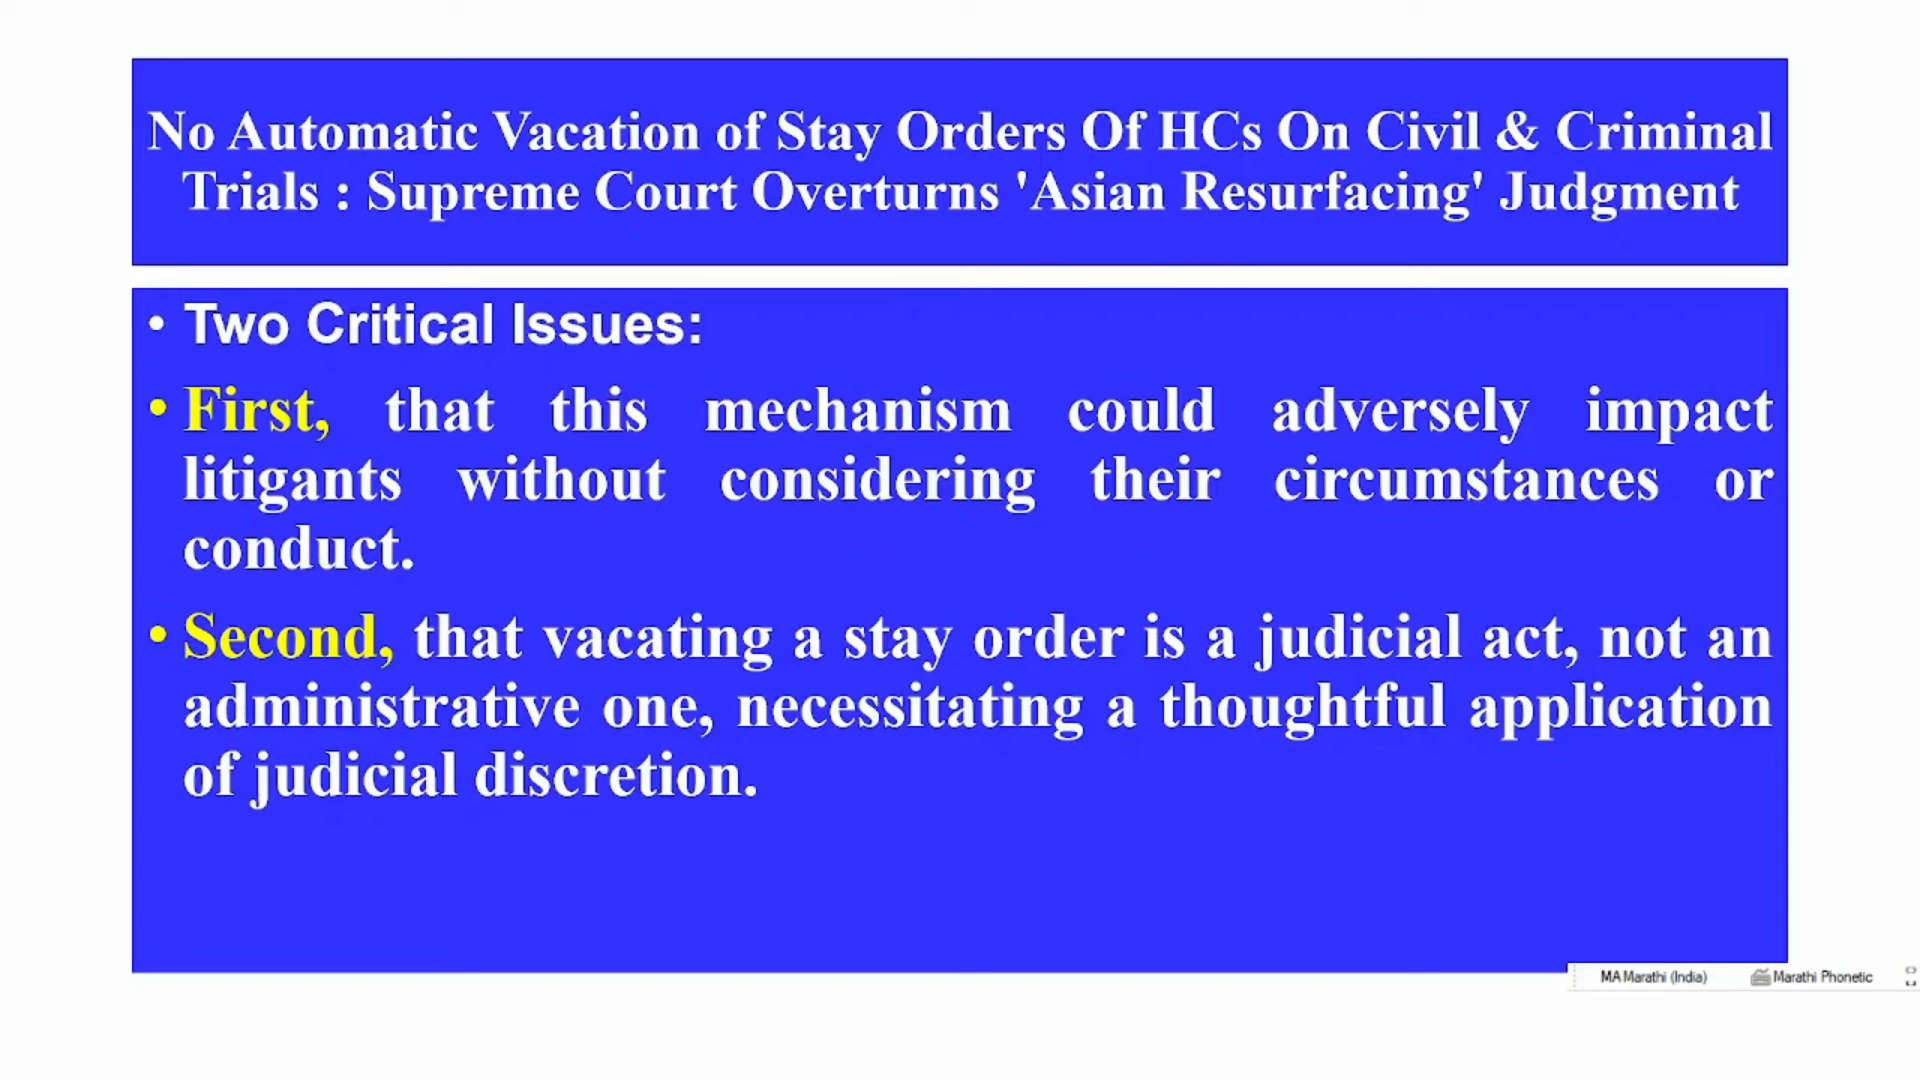 No Automatic Vacation of Stay Orders Of HCs On Civil & Criminal
Trials : Supreme Court Overturns 'Asian Resurfacing' Judgment
• Two Critical Issues:
• First, that this mechanism could adversely impact
litigants without considering their circumstances or
conduct.
• Second, that vacating a stay order is a judicial act, not an
administrative one, necessitating a thoughtful application
of judicial discretion.
MA Marathi (India) Marathi Phonetic